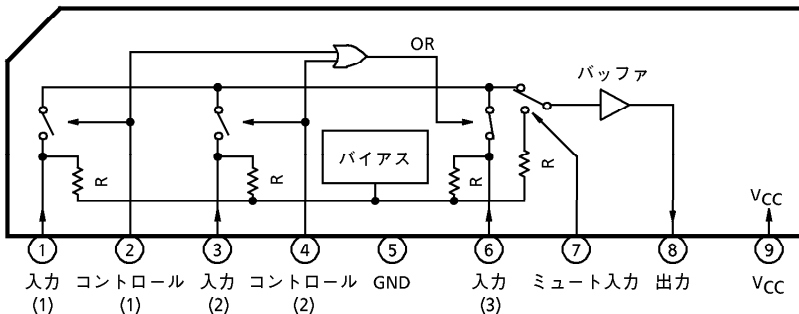 OR
バッファ
バイアス
R
R
R
R
VCC
1
2
3
4
5
6
7
8
9
入力
(1)
コントロール
(1)
入力
(2)
コントロール
(2)
GND
入力
(3)
ミュート入力
出力
VCC